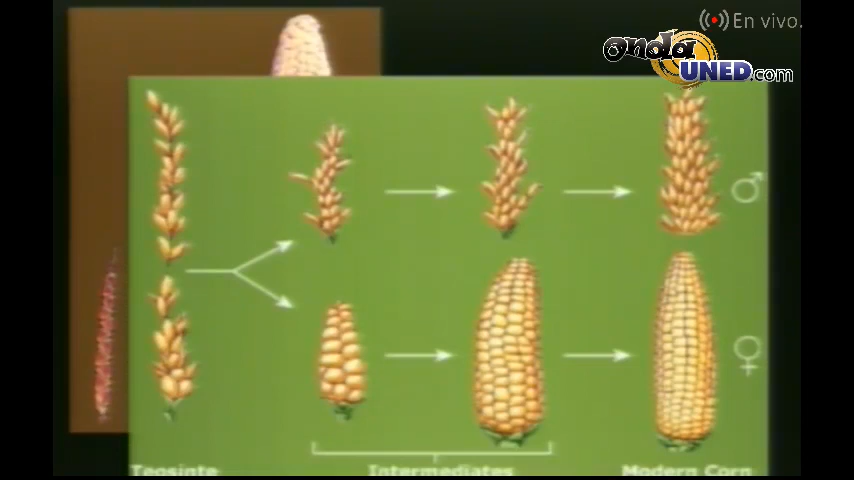 ((•)) En vivo.
onda
UNED.com
♂
♀
Teosinte Intermediates Modern Corn